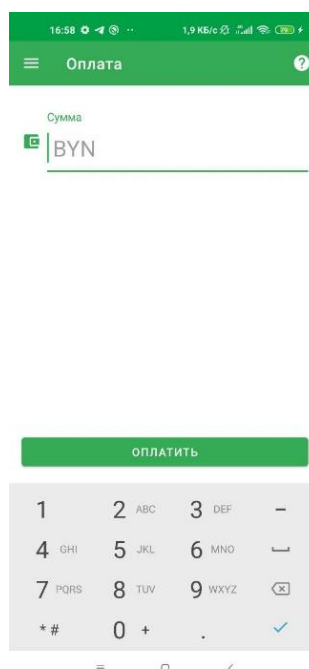 16:58 1,9 КБ/с
Оплата ?
Сумма
BYN
ОПЛАТИТЬ
1 2 ABC 3 DEF –
4 GHI 5 JKL 6 MNO
7 PQRS 8 TUV 9 WXYZ
* # 0 + .